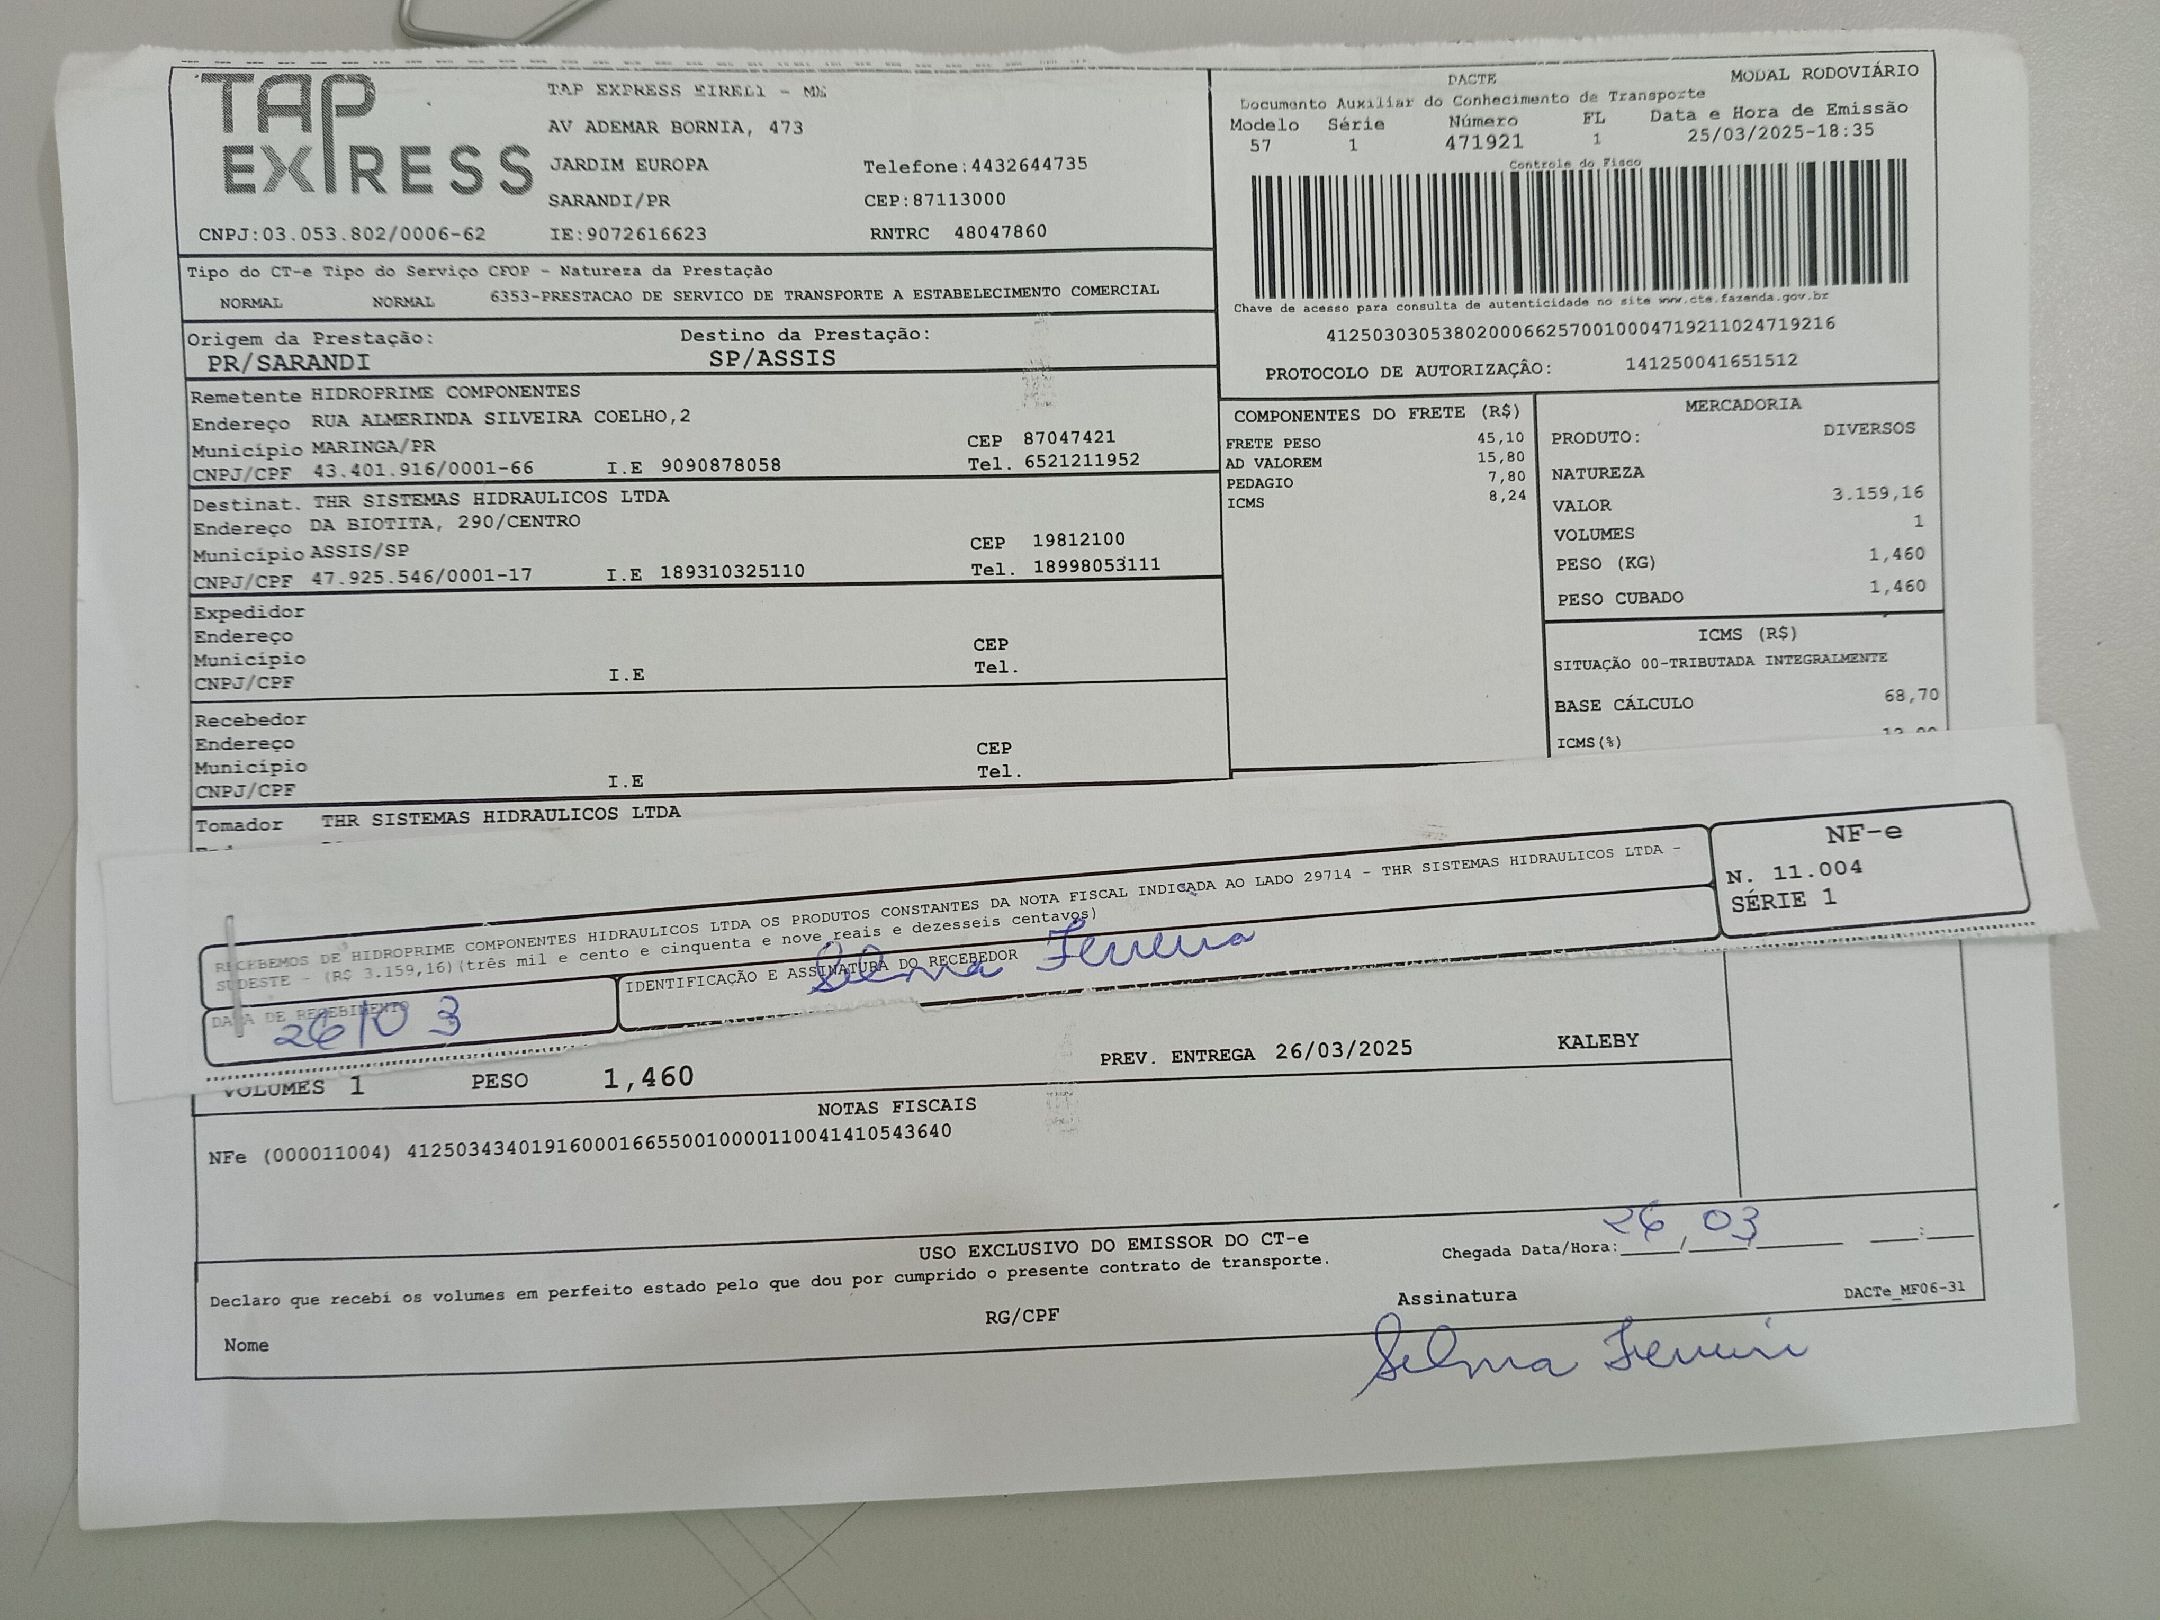 TAP EXPRESS
TAP EXPRESS EIRELI - ME
AV ADEMAR BORNIA, 473
JARDIM EUROPA Telefone:4432644735
SARANDI/PR CEP:87113000
CNPJ:03.053.802/0006-62 IE:9072616623 RNTRC 48047860
DACTE MODAL RODOVIÁRIO
Documento Auxiliar do Conhecimento de Transporte
Modelo Série Número FL Data e Hora de Emissão
57 1 471921 1 25/03/2025-18:35
Controle do Fisco
Chave de acesso para consulta de autenticidade no site www.cte.fazenda.gov.br
41250303053802000662570010004719211024719216
PROTOCOLO DE AUTORIZAÇÂO: 141250041651512
Tipo do CT-e Tipo do Serviço CFOP - Natureza da Prestação
NORMAL NORMAL 6353-PRESTACAO DE SERVICO DE TRANSPORTE A ESTABELECIMENTO COMERCIAL
Origem da Prestação: Destino da Prestação:
PR/SARANDI SP/ASSIS
Remetente HIDROPRIME COMPONENTES
Endereço RUA ALMERINDA SILVEIRA COELHO,2
Município MARINGA/PR CEP 87047421
CNPJ/CPF 43.401.916/0001-66 I.E 9090878058 Tel. 6521211952
Destinat. THR SISTEMAS HIDRAULICOS LTDA
Endereço DA BIOTITA, 290/CENTRO
Município ASSIS/SP CEP 19812100
CNPJ/CPF 47.925.546/0001-17 I.E 189310325110 Tel. 18998053111
Expedidor
Endereço
Município CEP
CNPJ/CPF I.E Tel.
Recebedor
Endereço
Município CEP
CNPJ/CPF I.E Tel.
Tomador THR SISTEMAS HIDRAULICOS LTDA
COMPONENTES DO FRETE (R$)
FRETE PESO 45,10
AD VALOREM 15,80
PEDAGIO 7,80
ICMS 8,24
MERCADORIA
PRODUTO: DIVERSOS
NATUREZA
VALOR 3.159,16
VOLUMES 1
PESO (KG) 1,460
PESO CUBADO 1,460
ICMS (R$)
SITUAÇÃO 00-TRIBUTADA INTEGRALMENTE
BASE CÁLCULO 68,70
ICMS(%)
RECEBEMOS DE HIDROPRIME COMPONENTES HIDRAULICOS LTDA OS PRODUTOS CONSTANTES DA NOTA FISCAL INDICADA AO LADO 29714 - THR SISTEMAS HIDRAULICOS LTDA -
SUDESTE - (R$ 3.159,16)(três mil e cento e cinquenta e nove reais e dezesseis centavos)
DATA DE RECEBIMENTO IDENTIFICAÇÃO E ASSINATURA DO RECEBEDOR
26/03 Selma Ferreira
NF-e
N. 11.004
SÉRIE 1
VOLUMES 1 PESO 1,460 PREV. ENTREGA 26/03/2025 KALEBY
NOTAS FISCAIS
NFe (000011004) 41250343401916000166550010000110041410543640
USO EXCLUSIVO DO EMISSOR DO CT-e
Declaro que recebi os volumes em perfeito estado pelo que dou por cumprido o presente contrato de transporte.
Chegada Data/Hora: 26/03
Nome RG/CPF Assinatura DACTe_MF06-31
Selma Ferreira